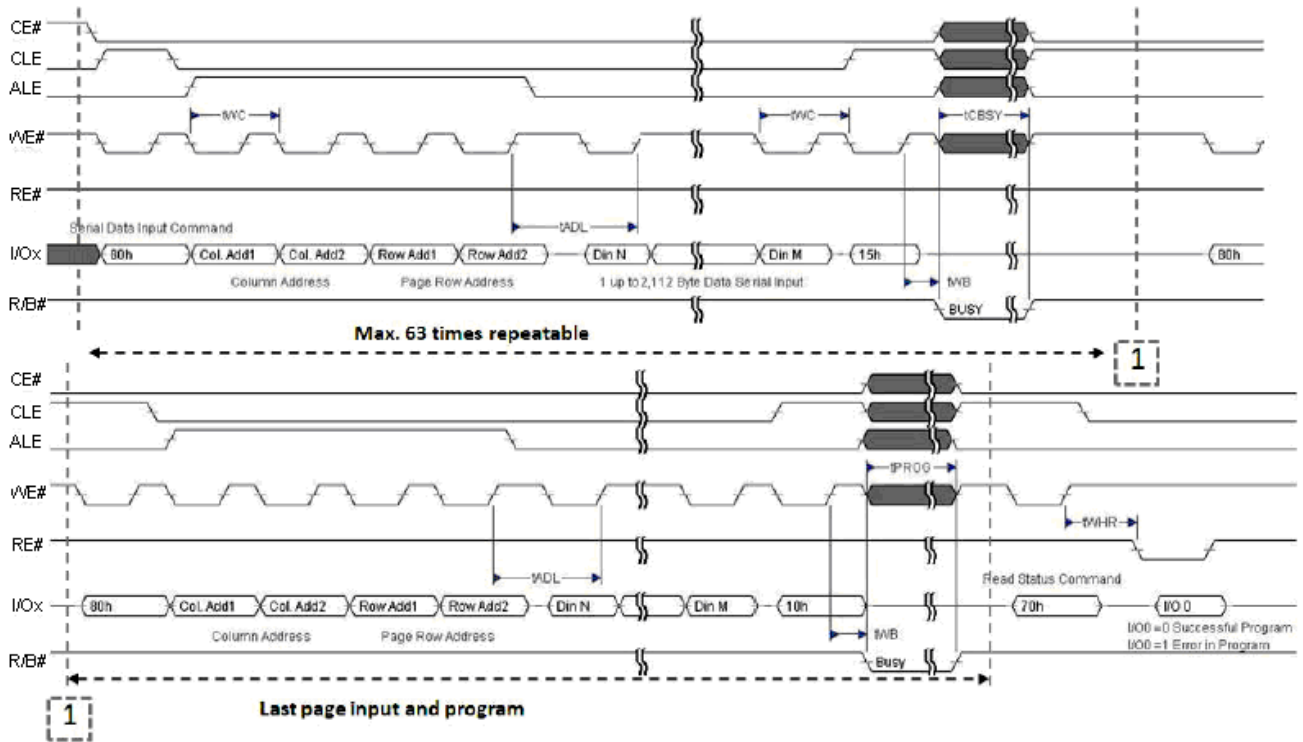 CE#
CLE
ALE
tWC tWC tCBSY
WE#
RE#
Serial Data Input Command tADL
I/Ox 80h Col. Add1 Col. Add2 Row Add1 Row Add2 Din N Din M 15h 80h
Column Address Page Row Address 1 up to 2,112 Byte Data Serial Input tWB
R/B# BUSY
Max. 63 times repeatable
1
CE#
CLE
ALE
tPROG
WE#
tWHR
RE#
tADL Read Status Command
I/Ox 80h Col. Add1 Col. Add2 Row Add1 Row Add2 Din N Din M 10h 70h I/O 0
Column Address Page Row Address tWB I/O0 =0 Successful Program
I/O0 =1 Error in Program
R/B# Busy
1 Last page input and program